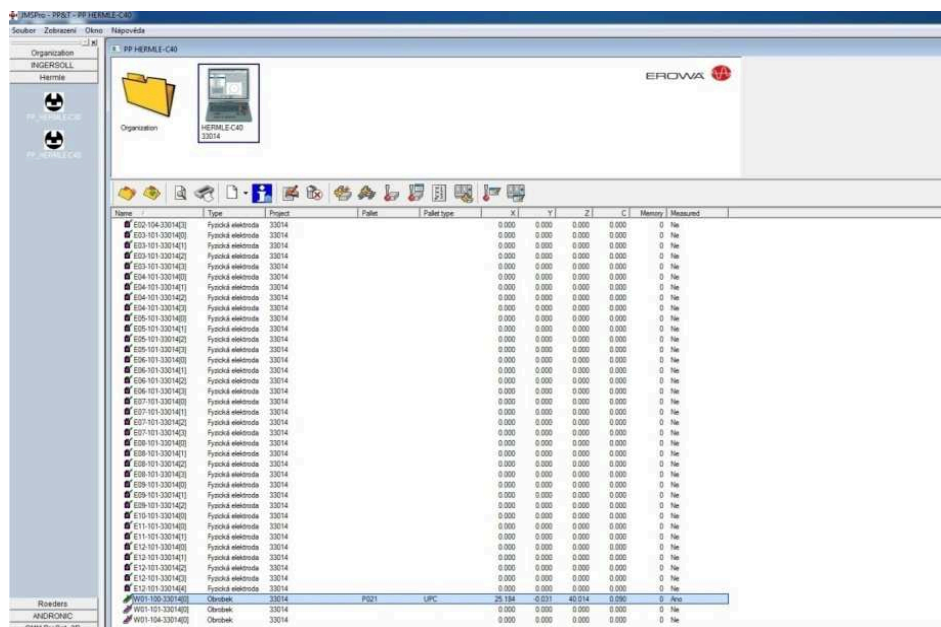 JMSPro - PP&T - PP HERMLE-C40
Soubor Zobrazení Okno Nápověda
Organization
INGERSOLL
Hermle
PP_HERMLE-C40
PP HERMLE-C40
Organization
HERMLE-C40
33014
EROWA
Name Type Project Pallet Pallet type X Y Z C Memory Measured
E02-104-33014[3] Fyzická elektroda 33014 0.000 0.000 0.000 0.000 0 Ne
E03-101-33014[0] Fyzická elektroda 33014 0.000 0.000 0.000 0.000 0 Ne
E03-101-33014[1] Fyzická elektroda 33014 0.000 0.000 0.000 0.000 0 Ne
E03-101-33014[2] Fyzická elektroda 33014 0.000 0.000 0.000 0.000 0 Ne
E03-101-33014[3] Fyzická elektroda 33014 0.000 0.000 0.000 0.000 0 Ne
E04-101-33014[0] Fyzická elektroda 33014 0.000 0.000 0.000 0.000 0 Ne
E04-101-33014[1] Fyzická elektroda 33014 0.000 0.000 0.000 0.000 0 Ne
E04-101-33014[2] Fyzická elektroda 33014 0.000 0.000 0.000 0.000 0 Ne
E04-101-33014[3] Fyzická elektroda 33014 0.000 0.000 0.000 0.000 0 Ne
E05-101-33014[0] Fyzická elektroda 33014 0.000 0.000 0.000 0.000 0 Ne
E05-101-33014[1] Fyzická elektroda 33014 0.000 0.000 0.000 0.000 0 Ne
E05-101-33014[2] Fyzická elektroda 33014 0.000 0.000 0.000 0.000 0 Ne
E05-101-33014[3] Fyzická elektroda 33014 0.000 0.000 0.000 0.000 0 Ne
E06-101-33014[0] Fyzická elektroda 33014 0.000 0.000 0.000 0.000 0 Ne
E06-101-33014[1] Fyzická elektroda 33014 0.000 0.000 0.000 0.000 0 Ne
E06-101-33014[2] Fyzická elektroda 33014 0.000 0.000 0.000 0.000 0 Ne
E06-101-33014[3] Fyzická elektroda 33014 0.000 0.000 0.000 0.000 0 Ne
E07-101-33014[0] Fyzická elektroda 33014 0.000 0.000 0.000 0.000 0 Ne
E07-101-33014[1] Fyzická elektroda 33014 0.000 0.000 0.000 0.000 0 Ne
E07-101-33014[2] Fyzická elektroda 33014 0.000 0.000 0.000 0.000 0 Ne
E07-101-33014[3] Fyzická elektroda 33014 0.000 0.000 0.000 0.000 0 Ne
E08-101-33014[0] Fyzická elektroda 33014 0.000 0.000 0.000 0.000 0 Ne
E08-101-33014[1] Fyzická elektroda 33014 0.000 0.000 0.000 0.000 0 Ne
E08-101-33014[2] Fyzická elektroda 33014 0.000 0.000 0.000 0.000 0 Ne
E08-101-33014[3] Fyzická elektroda 33014 0.000 0.000 0.000 0.000 0 Ne
E09-101-33014[0] Fyzická elektroda 33014 0.000 0.000 0.000 0.000 0 Ne
E09-101-33014[1] Fyzická elektroda 33014 0.000 0.000 0.000 0.000 0 Ne
E09-101-33014[2] Fyzická elektroda 33014 0.000 0.000 0.000 0.000 0 Ne
E10-101-33014[0] Fyzická elektroda 33014 0.000 0.000 0.000 0.000 0 Ne
E11-101-33014[0] Fyzická elektroda 33014 0.000 0.000 0.000 0.000 0 Ne
E11-101-33014[1] Fyzická elektroda 33014 0.000 0.000 0.000 0.000 0 Ne
E12-101-33014[0] Fyzická elektroda 33014 0.000 0.000 0.000 0.000 0 Ne
E12-101-33014[1] Fyzická elektroda 33014 0.000 0.000 0.000 0.000 0 Ne
E12-101-33014[2] Fyzická elektroda 33014 0.000 0.000 0.000 0.000 0 Ne
E12-101-33014[3] Fyzická elektroda 33014 0.000 0.000 0.000 0.000 0 Ne
E12-101-33014[4] Fyzická elektroda 33014 0.000 0.000 0.000 0.000 0 Ne
W01-100-33014[0] Obrobek 33014 P021 UPC 25.184 -0.031 40.014 0.090 0 Ano
W01-101-33014[0] Obrobek 33014 0.000 0.000 0.000 0.000 0 Ne
W01-104-33014[0] Obrobek 33014 0.000 0.000 0.000 0.000 0 Ne
Roeders
ANDRONIC